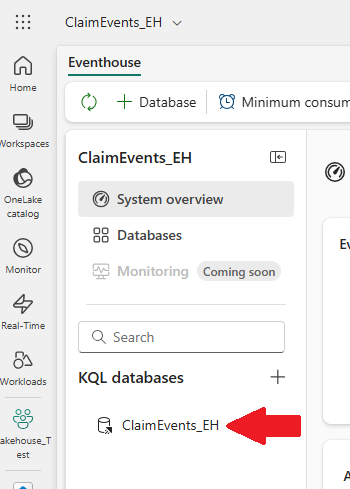 ClaimEvents_EH
Eventhouse
Database
Minimum consum
Home
Workspaces
OneLake
catalog
Monitor
Real-Time
Workloads
akehouse_T
est
ClaimEvents_EH
System overview
Databases
Monitoring
Coming soon
Search
KQL databases
ClaimEvents_EH
Ev
A